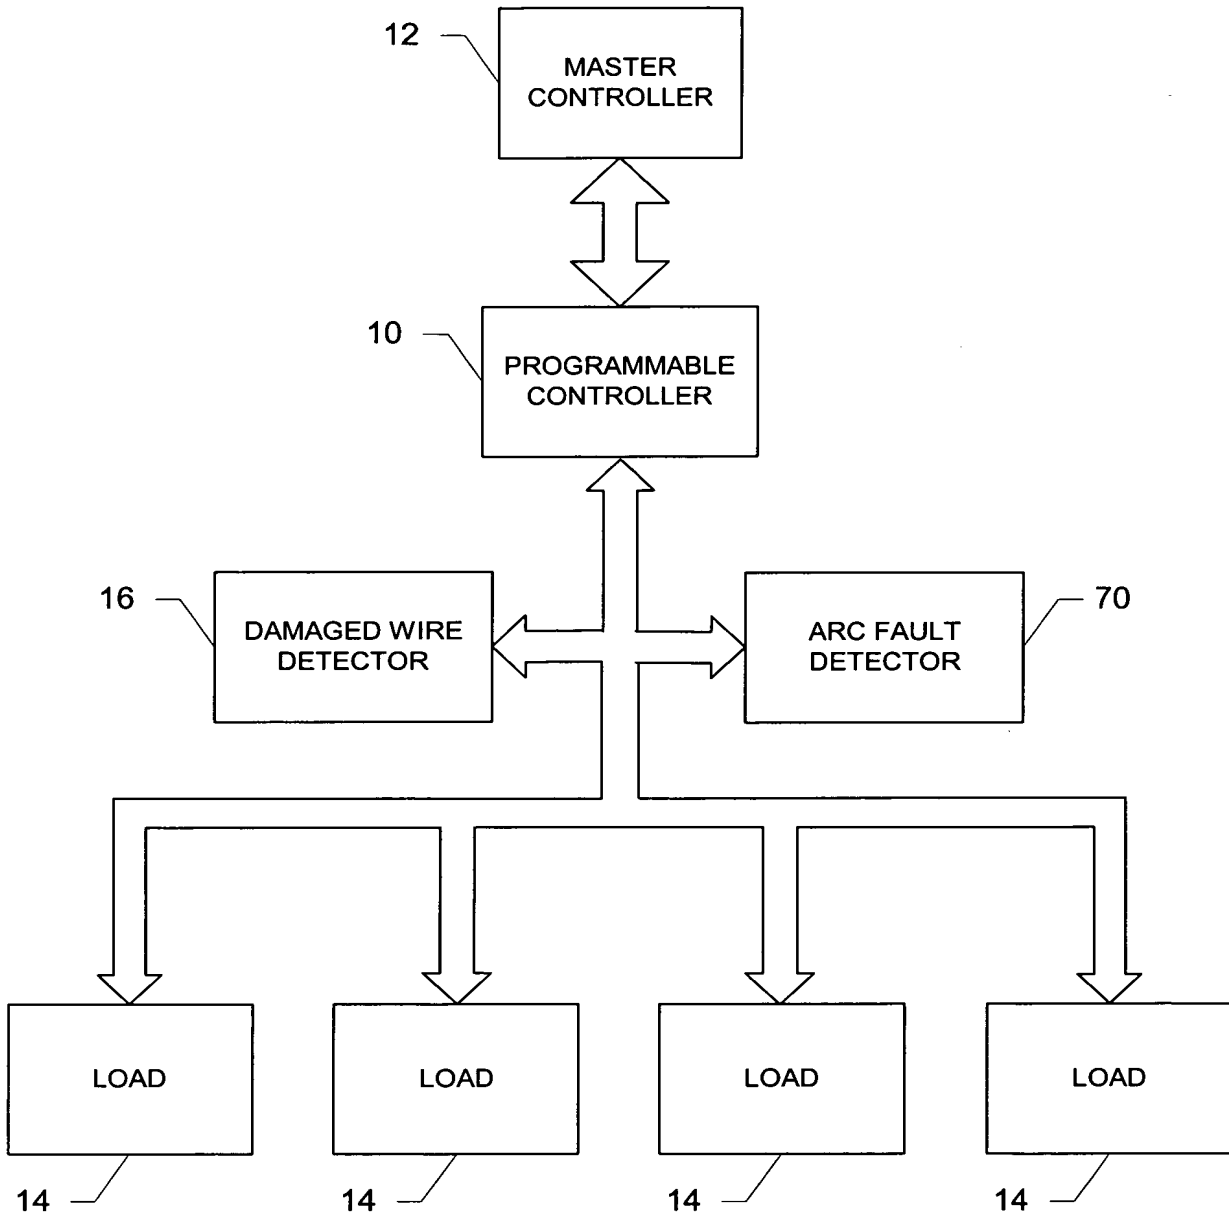 12
MASTER
CONTROLLER
10
PROGRAMMABLE
CONTROLLER
16
DAMAGED WIRE
DETECTOR
ARC FAULT
DETECTOR
70
LOAD
LOAD
LOAD
LOAD
14
14
14
14